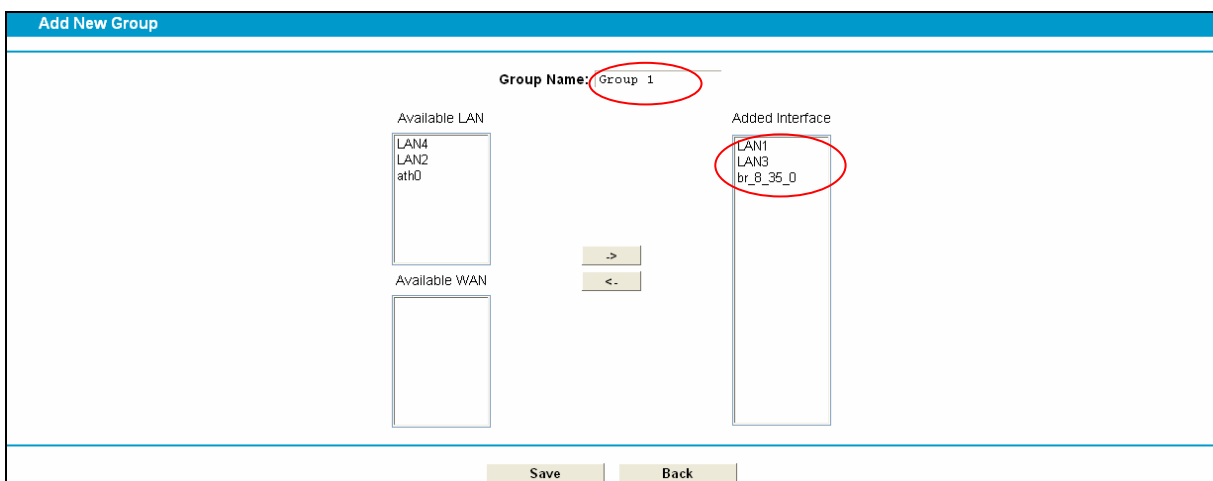 Add New Group
Group Name: Group 1
Available LAN
LAN4
LAN2
ath0
Available WAN
->
<-
Added Interface
LAN1
LAN3
br_8_35_0
Save
Back